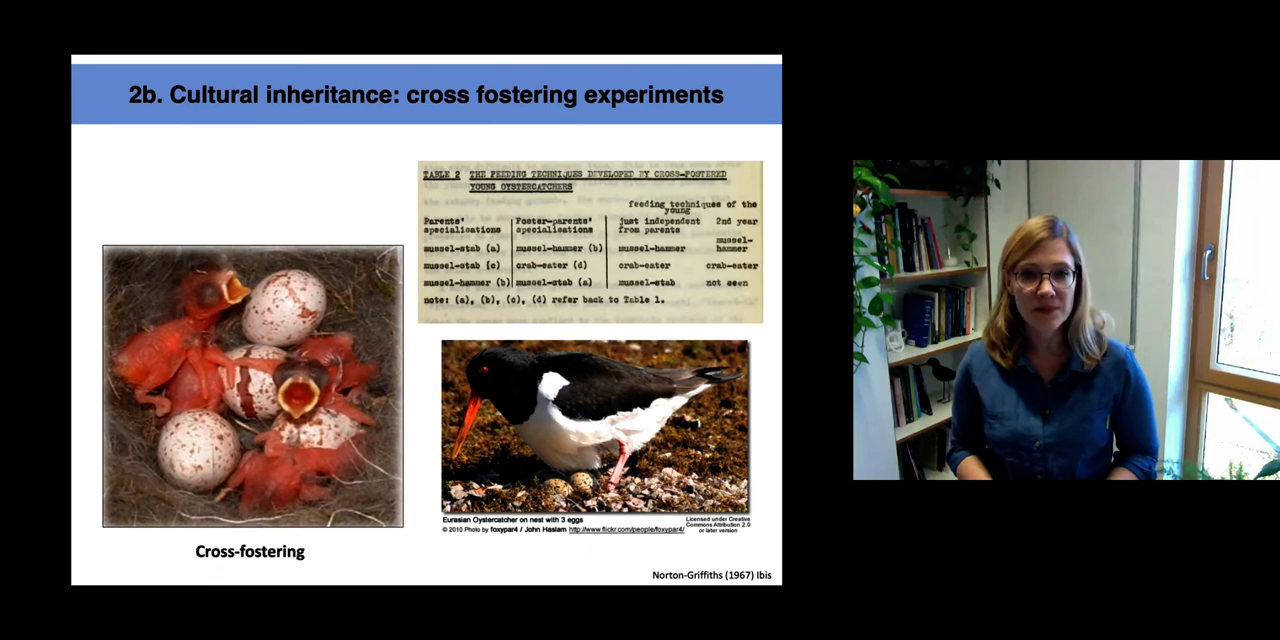 2b. Cultural inheritance: cross fostering experiments
TABLE 2 THE FEEDING TECHNIQUES DEVELOPED BY CROSS-FOSTERED
YOUNG OYSTERCATCHERS
feeding techniques of the
young
Parents' Foster-parents' just independent 2nd year
specialisations specialisations from parents
mussel-stab (a) mussel-hammer (b) mussel-hammer mussel-
hammer
mussel-stab (c) crab-eater (d) crab-eater crab-eater
mussel-hammer (b) mussel-stab (a) mussel-stab not seen
note: (a), (b), (c), (d) refer back to Table 1.
Eurasian Oystercatcher on nest with 3 eggs
© 2010 Photo by foxypar4 / John Haslam http://www.flickr.com/people/foxypar4/
Licensed under Creative
Commons Attribution 2.0
or later version
Cross-fostering
Norton-Griffiths (1967) Ibis